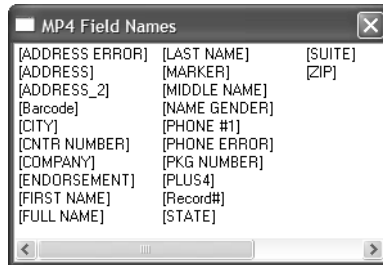 MP4 Field Names
[ADDRESS ERROR] [LAST NAME] [SUITE]
[ADDRESS] [MARKER] [ZIP]
[ADDRESS_2] [MIDDLE NAME]
[Barcode] [NAME GENDER]
[CITY] [PHONE #1]
[CNTR NUMBER] [PHONE ERROR]
[COMPANY] [PKG NUMBER]
[ENDORSEMENT] [PLUS4]
[FIRST NAME] [Record#]
[FULL NAME] [STATE]